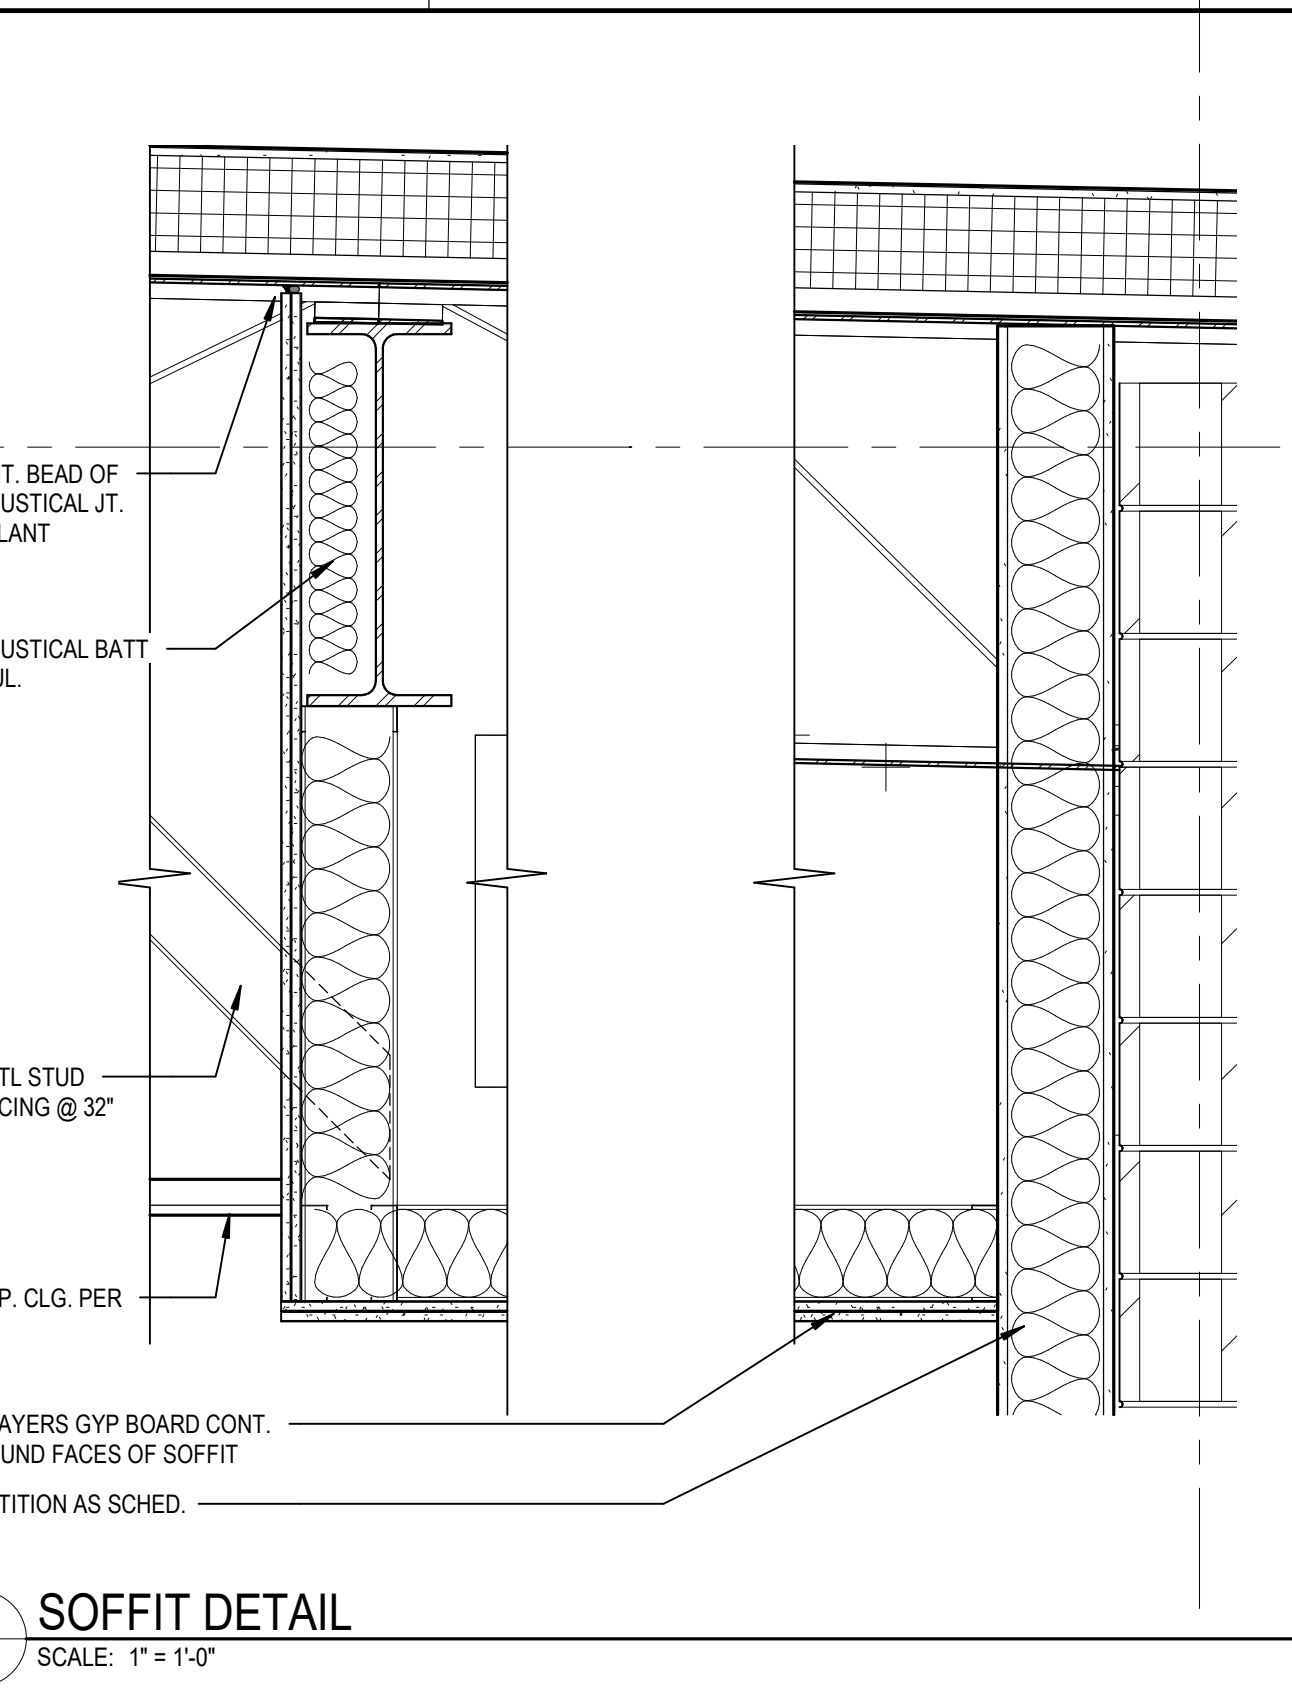 T. BEAD OF
USTICAL JT.
LANT
USTICAL BATT
UL.
TL STUD
CING @ 32"
P. CLG. PER
AYERS GYP BOARD CONT.
UND FACES OF SOFFIT
TITION AS SCHED.
SOFFIT DETAIL
SCALE: 1" = 1'-0"